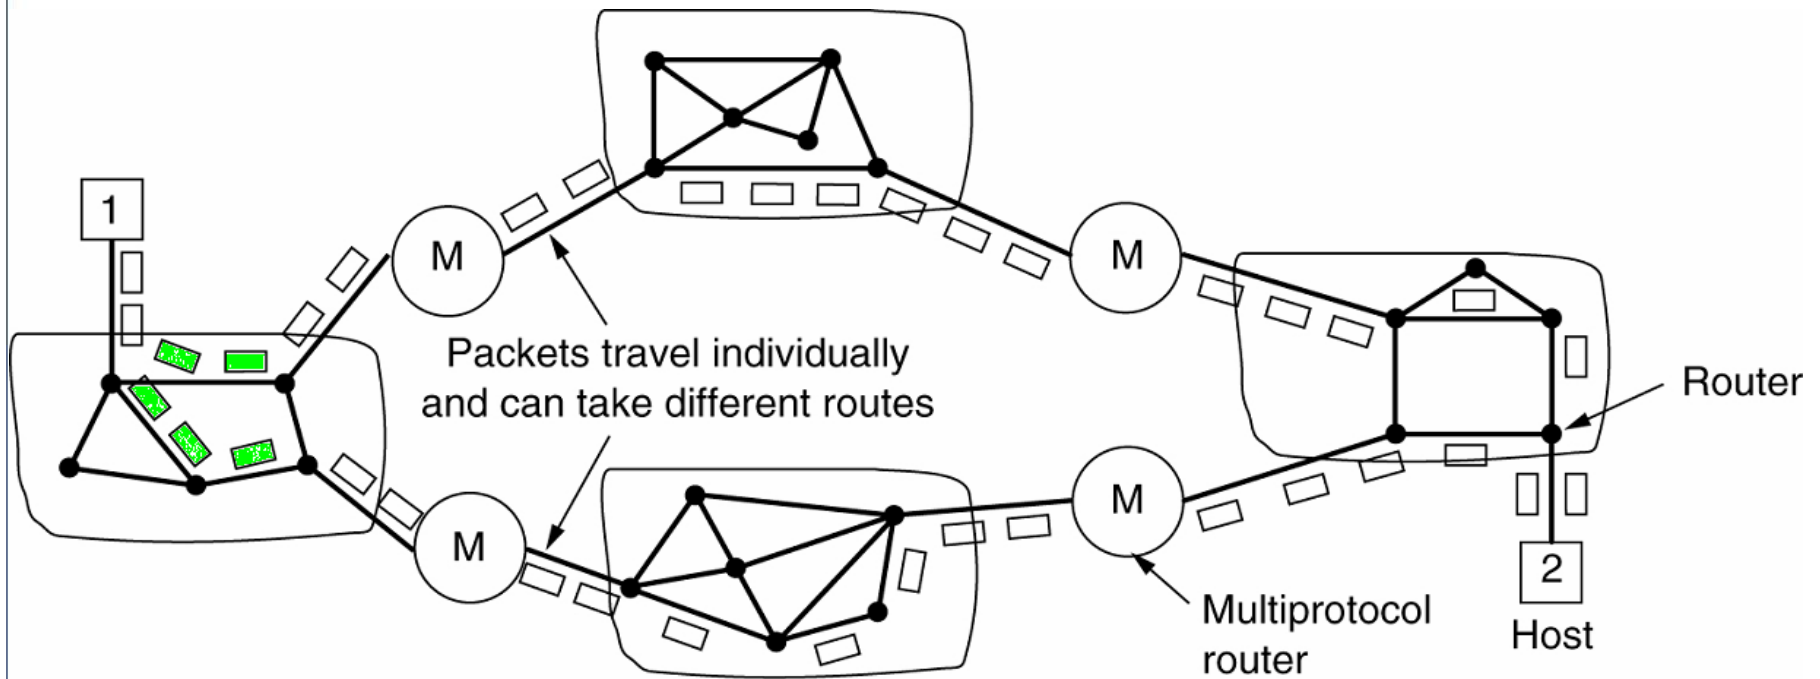 1
M
M
Packets travel individually
and can take different routes
Router
M
M
2
Multiprotocol
router
Host